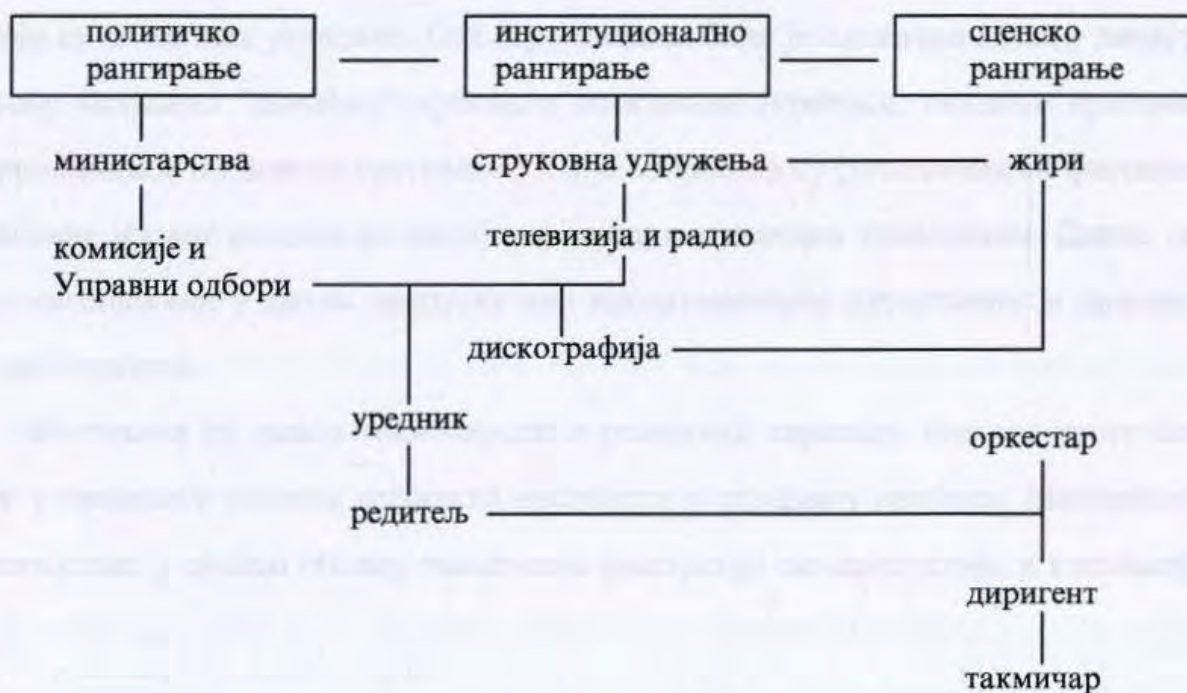 политичко
рангирање
институционално
рангирање
сценско
рангирање
министарства
струковна удружења
жири
комисије и
Управни одбори
телевизија и радио
дискографија
уредник
оркестар
редитељ
диригент
такмичар